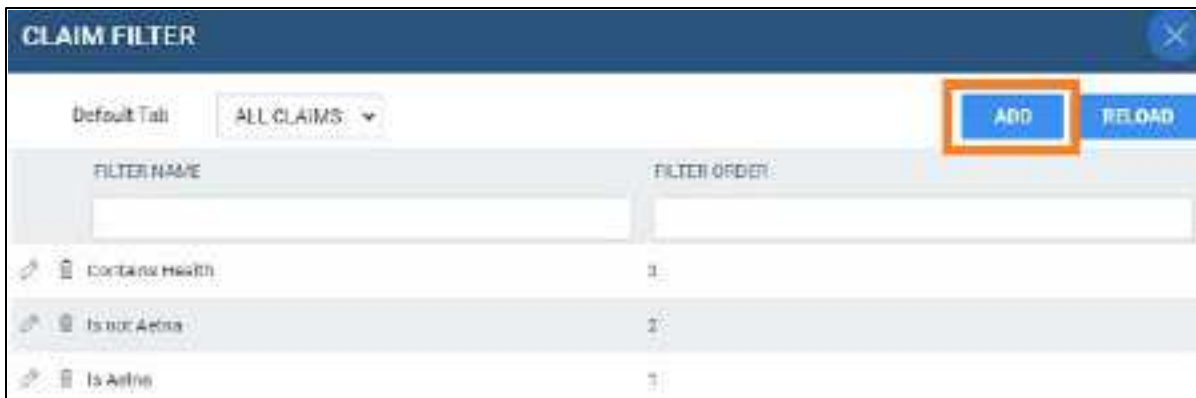 CLAIM FILTER
Default Tab ALL CLAIMS ADD RELOAD
FILTER NAME FILTER ORDER
Contains Health 3
Is not Aetna 2
Is Aetna 1